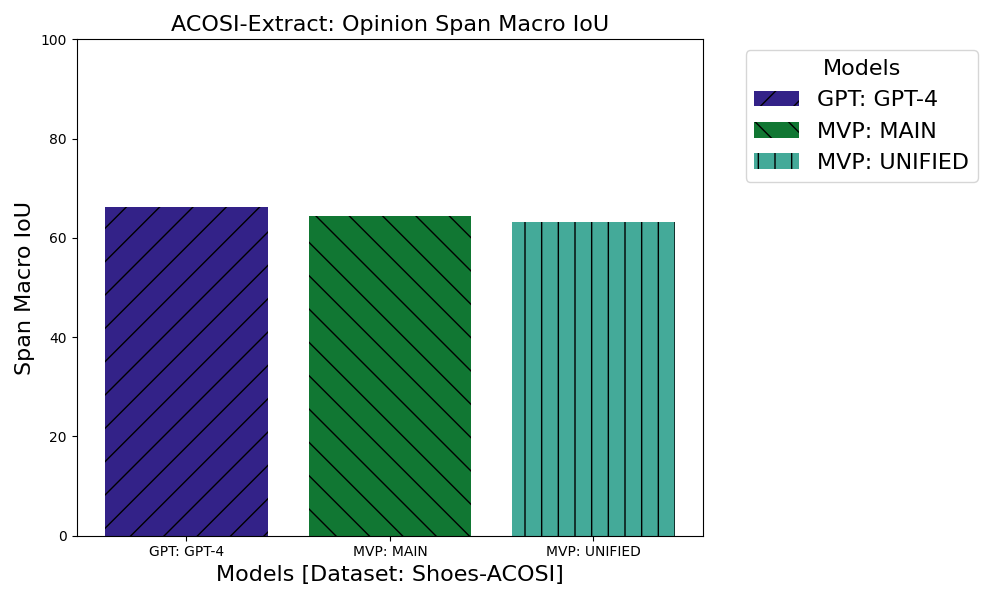 ACOSI-Extract: Opinion Span Macro IoU
100
80
60
40
20
0
Span Macro IoU
GPT: GPT-4
MVP: MAIN
MVP: UNIFIED
Models [Dataset: Shoes-ACOSI]
Models
GPT: GPT-4
MVP: MAIN
MVP: UNIFIED